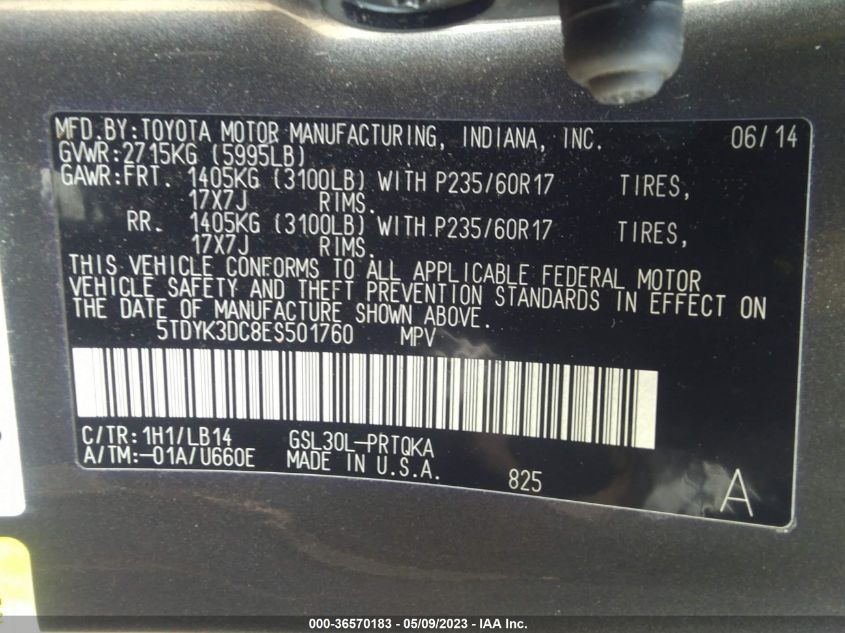 MFD.BY:TOYOTA MOTOR MANUFACTURING, INDIANA, INC. 06/14
GVWR:2715KG (5995LB)
GAWR:FRT. 1405KG (3100LB) WITH P235/60R17 TIRES,
17X7J RIMS.
RR. 1405KG (3100LB) WITH P235/60R17 TIRES,
17X7J RIMS.
THIS VEHICLE CONFORMS TO ALL APPLICABLE FEDERAL MOTOR
VEHICLE SAFETY AND THEFT PREVENTION STANDARDS IN EFFECT ON
THE DATE OF MANUFACTURE SHOWN ABOVE.
5TDYK3DC8ES501760 MPV
C/TR:1H1/LB14 GSL30L-PRTQKA
A/TM:-01A/U660E MADE IN U.S.A. 825 A
000-36570183 - 05/09/2023 - IAA Inc.